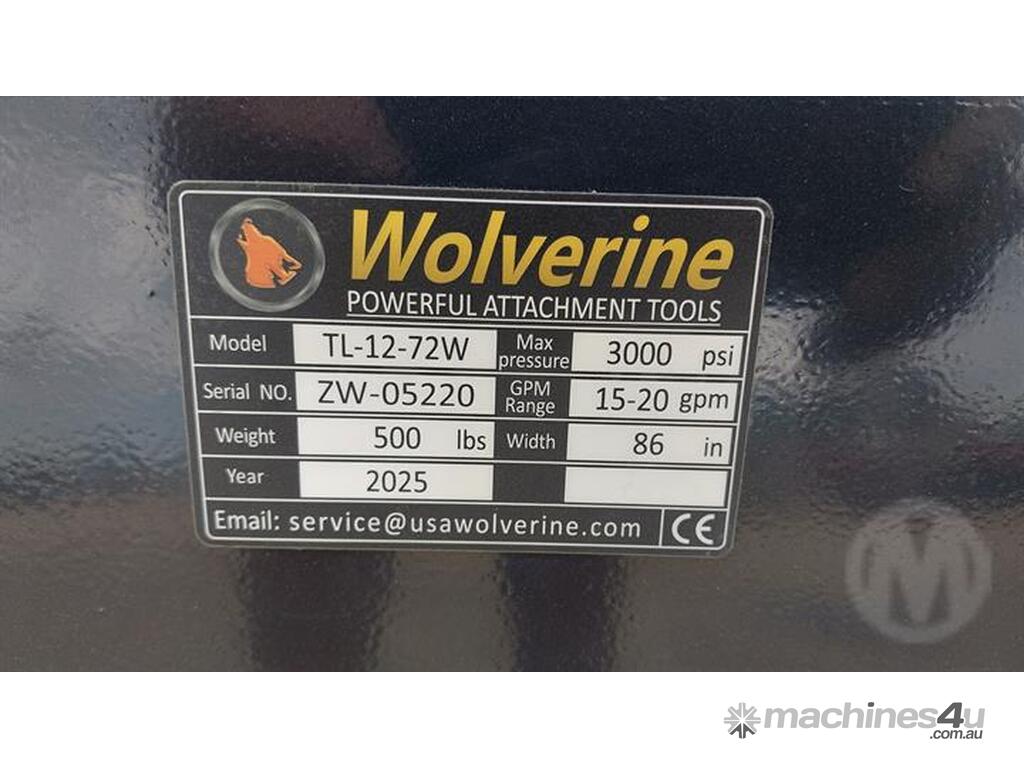 Wolverine
POWERFUL ATTACHMENT TOOLS
Model TL-12-72W Max pressure 3000 psi
Serial NO. ZW-05220 GPM Range 15-20 gpm
Weight 500 lbs Width 86 in
Year 2025
Email: service@usawolverine.com CE
M
machines4u
.com.au